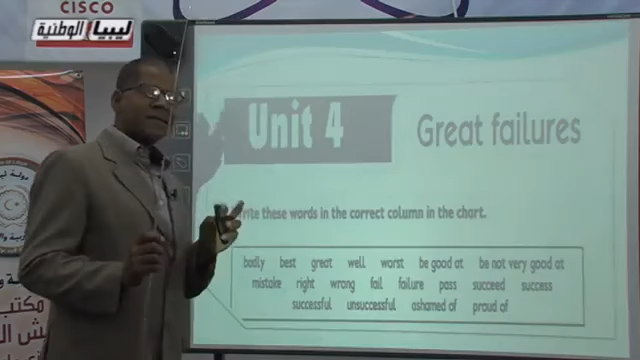 CISCO
ليبيا الوطنية
Unit 4
Great failures
these words in the correct column in the chart.
badly best great well worst be good at be not very good at
mistake right wrong fail failure pass succeed success
successful unsuccessful ashamed of proud of